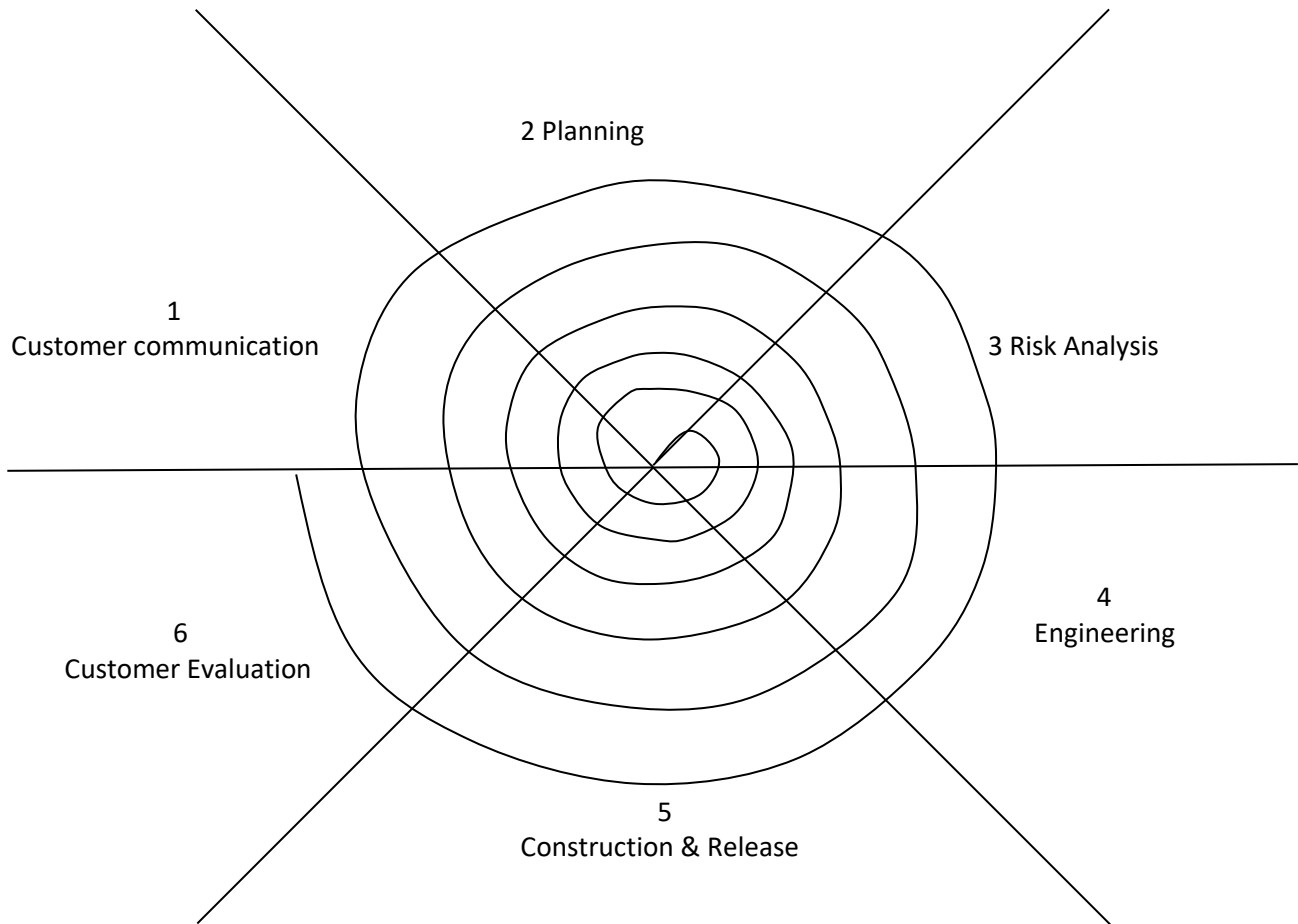 2 Planning
1
Customer communication
3 Risk Analysis
4
Engineering
6
Customer Evaluation
5
Construction & Release